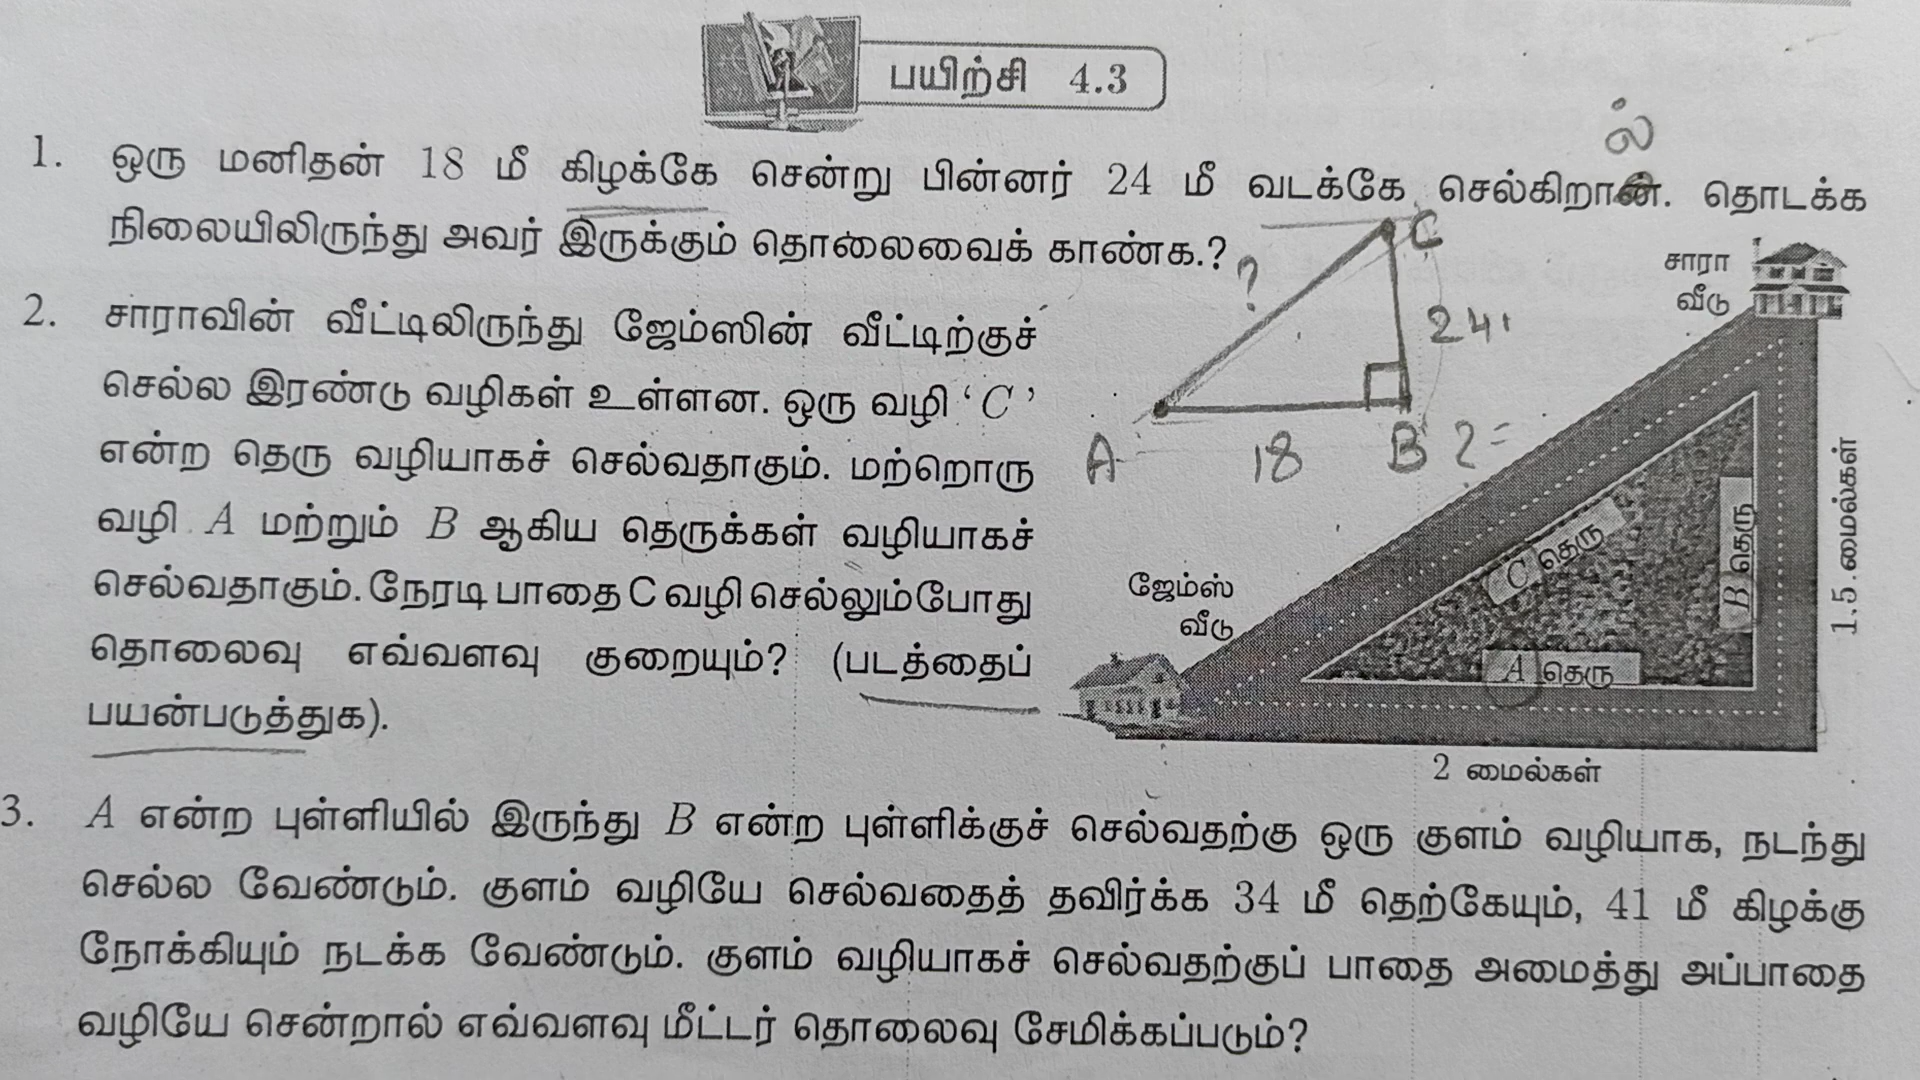 பயிற்சி 4.3
ல்
1. ஒரு மனிதன் 18 மீ கிழக்கே சென்று பின்னர் 24 மீ வடக்கே செல்கிறான். தொடக்க
நிலையிலிருந்து அவர் இருக்கும் தொலைவைக் காண்க.?
? C
24
A 18 B 2=
2. சாராவின் வீட்டிலிருந்து ஜேம்ஸின் வீட்டிற்குச்
செல்ல இரண்டு வழிகள் உள்ளன. ஒரு வழி ‘C’
என்ற தெரு வழியாகச் செல்வதாகும். மற்றொரு
வழி A மற்றும் B ஆகிய தெருக்கள் வழியாகச்
செல்வதாகும். நேரடி பாதை C வழி செல்லும்போது
தொலைவு எவ்வளவு குறையும்? (படத்தைப்
பயன்படுத்துக).
சாரா
வீடு
ஜேம்ஸ்
வீடு
C தெரு
B தெரு
A தெரு
1.5 மைல்கள்
2 மைல்கள்
3. A என்ற புள்ளியில் இருந்து B என்ற புள்ளிக்குச் செல்வதற்கு ஒரு குளம் வழியாக, நடந்து
செல்ல வேண்டும். குளம் வழியே செல்வதைத் தவிர்க்க 34 மீ தெற்கேயும், 41 மீ கிழக்கு
நோக்கியும் நடக்க வேண்டும். குளம் வழியாகச் செல்வதற்குப் பாதை அமைத்து அப்பாதை
வழியே சென்றால் எவ்வளவு மீட்டர் தொலைவு சேமிக்கப்படும்?